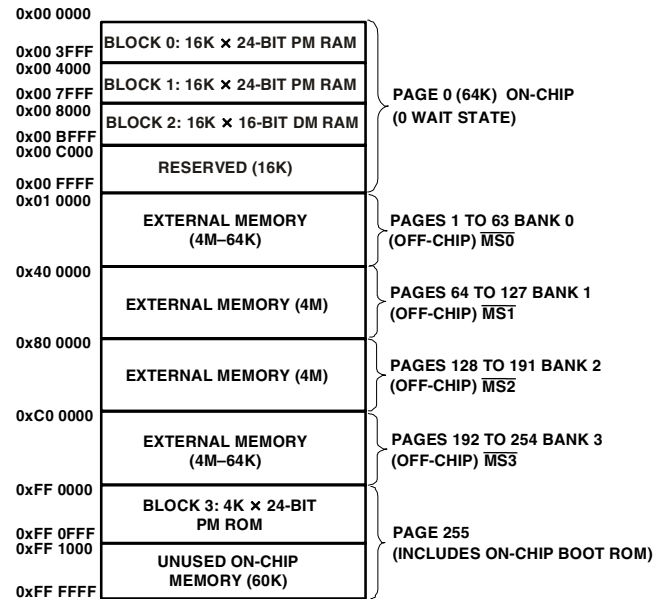 0x00 0000
BLOCK 0: 16K × 24-BIT PM RAM
0x00 3FFF
0x00 4000
BLOCK 1: 16K × 24-BIT PM RAM
0x00 7FFF
0x00 8000
BLOCK 2: 16K × 16-BIT DM RAM
0x00 BFFF
0x00 C000
RESERVED (16K)
0x00 FFFF
PAGE 0 (64K) ON-CHIP
(0 WAIT STATE)
0x01 0000
EXTERNAL MEMORY
(4M–64K)
PAGES 1 TO 63 BANK 0
(OFF-CHIP) MS0
0x40 0000
EXTERNAL MEMORY (4M)
PAGES 64 TO 127 BANK 1
(OFF-CHIP) MS1
0x80 0000
EXTERNAL MEMORY (4M)
PAGES 128 TO 191 BANK 2
(OFF-CHIP) MS2
0xC0 0000
EXTERNAL MEMORY
(4M–64K)
PAGES 192 TO 254 BANK 3
(OFF-CHIP) MS3
0xFF 0000
BLOCK 3: 4K × 24-BIT
PM ROM
0xFF 0FFF
0xFF 1000
UNUSED ON-CHIP
MEMORY (60K)
0xFF FFFF
PAGE 255
(INCLUDES ON-CHIP BOOT ROM)